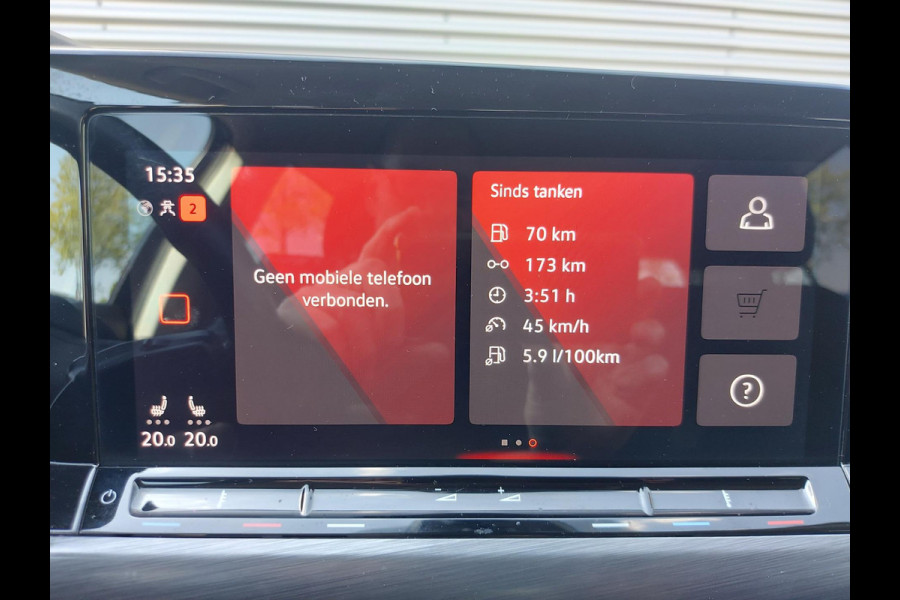 15:35
2
Geen mobiele telefoon
verbonden.
Sinds tanken
70 km
173 km
3:51 h
45 km/h
5.9 l/100km
?
20.0 20.0
- +